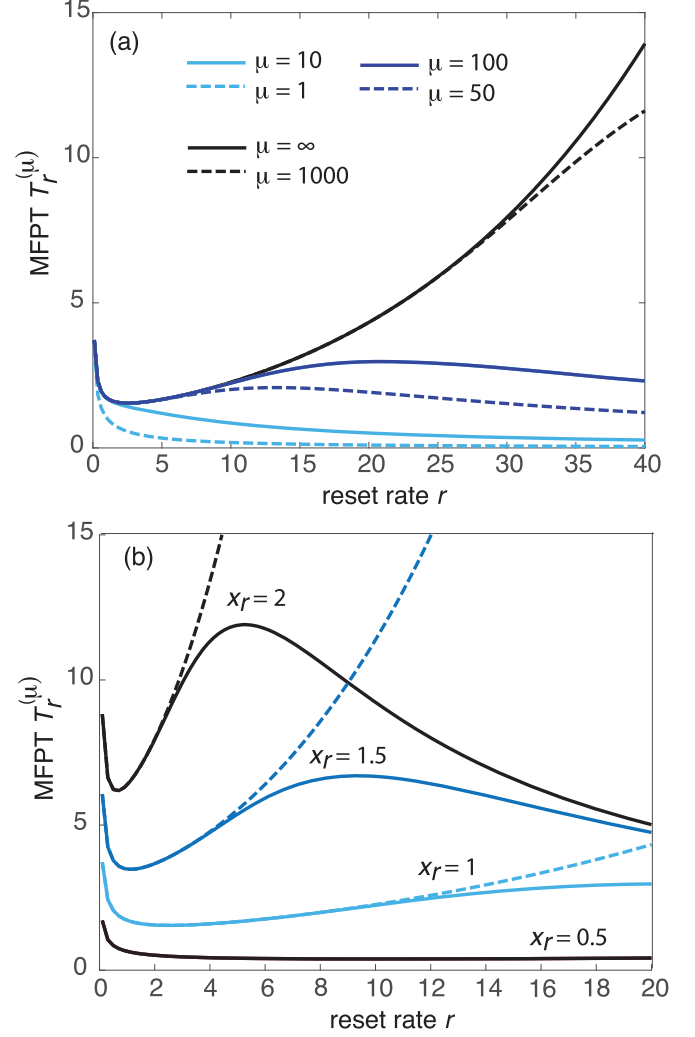 15
(a)
μ = 10
μ = 100
μ = 1
μ = 50
μ = ∞
μ = 1000
10
MFPT T_r^(μ)
5
0
0 5 10 15 20 25 30 35 40
reset rate r
15
(b)
x_r = 2
10
MFPT T_r^(μ)
x_r = 1.5
5
x_r = 1
x_r = 0.5
0
0 2 4 6 8 10 12 14 16 18 20
reset rate r